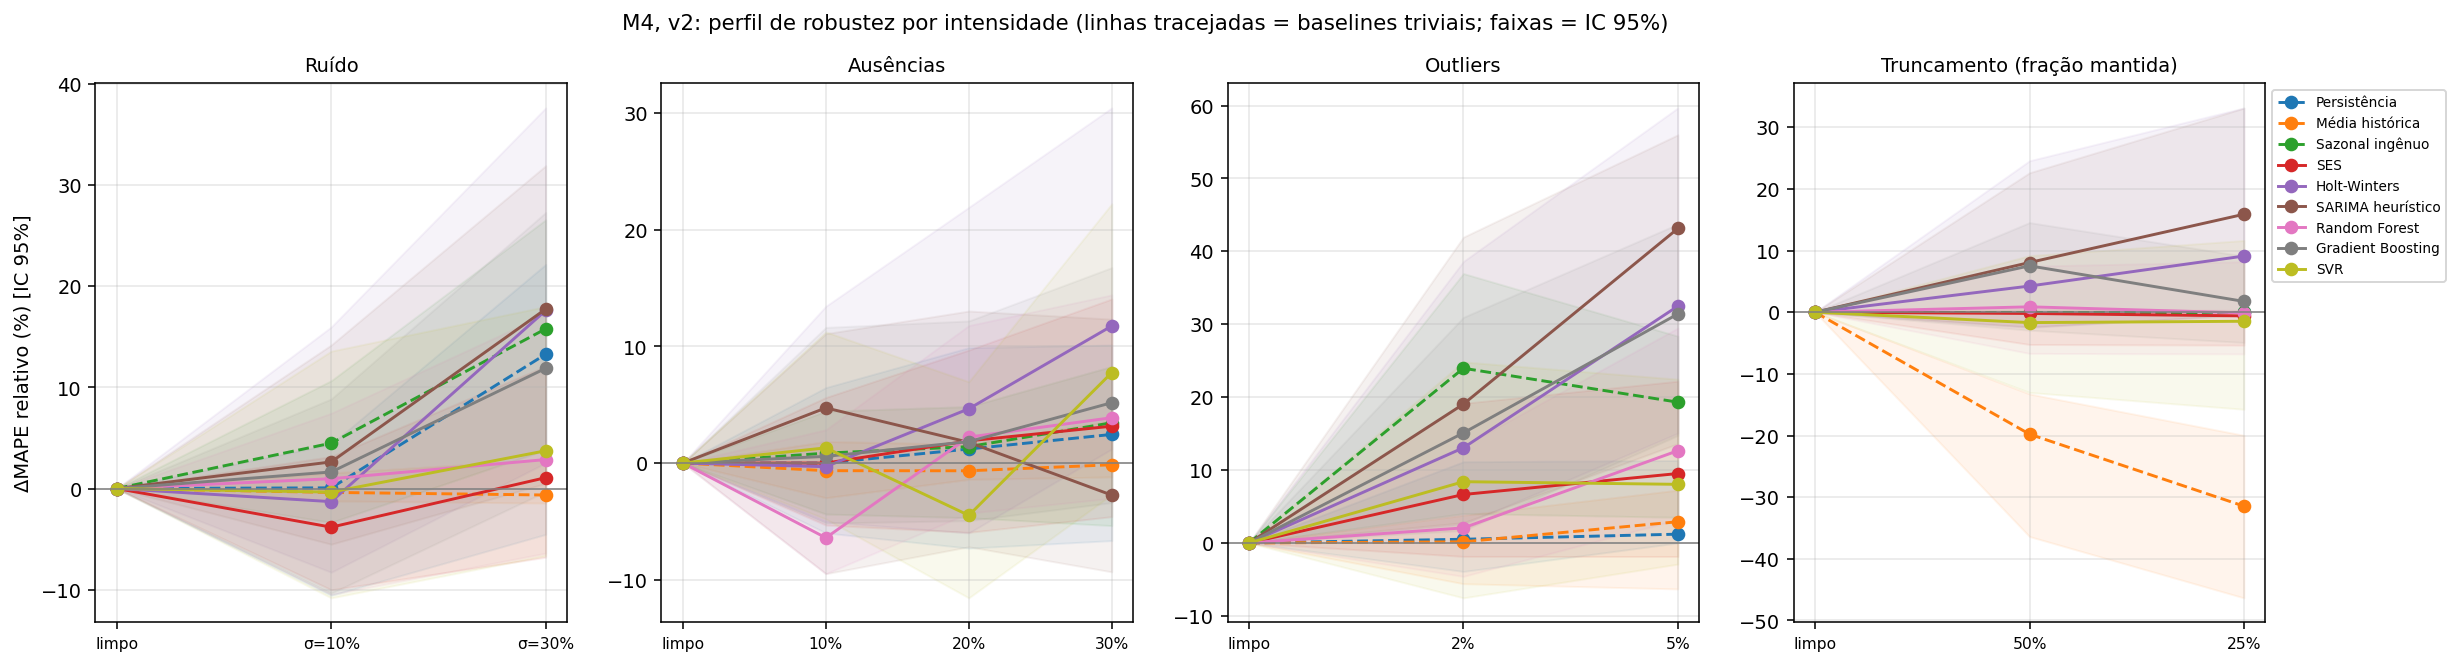 M4, v2: perfil de robustez por intensidade (linhas tracejadas = baselines triviais; faixas = IC 95%)
Ruído
Ausências
Outliers
Truncamento (fração mantida)
ΔMAPE relativo (%) [IC 95%]
40
30
20
10
0
−10
limpo
σ=10%
σ=30%
30
20
10
0
−10
limpo
10%
20%
30%
60
50
40
30
20
10
0
−10
limpo
2%
5%
30
20
10
0
−10
−20
−30
−40
−50
limpo
50%
25%
Persistência
Média histórica
Sazonal ingênuo
SES
Holt-Winters
SARIMA heurístico
Random Forest
Gradient Boosting
SVR